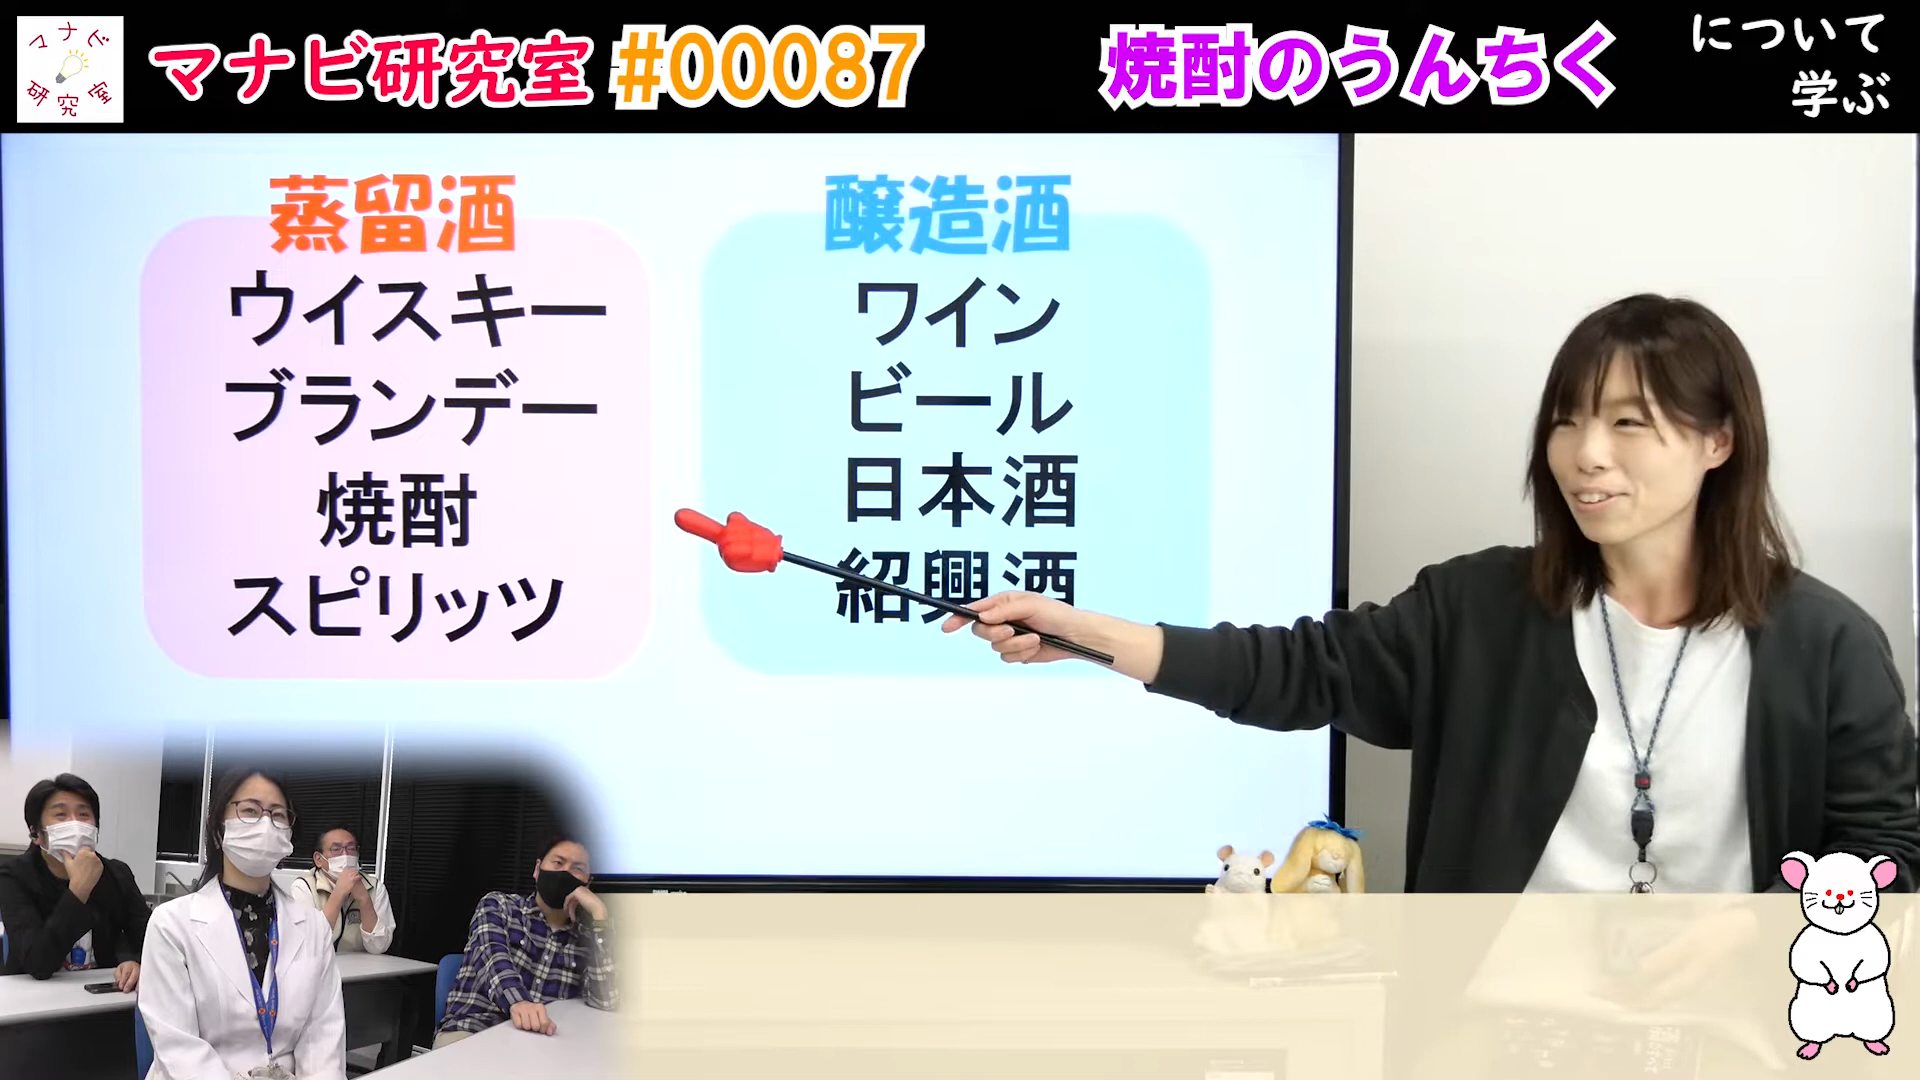 マナビ
研究室
マナビ研究室 #00087
焼酎のうんちく
について
学ぶ
蒸留酒
ウイスキー
ブランデー
焼酎
スピリッツ
醸造酒
ワイン
ビール
日本酒
紹興酒